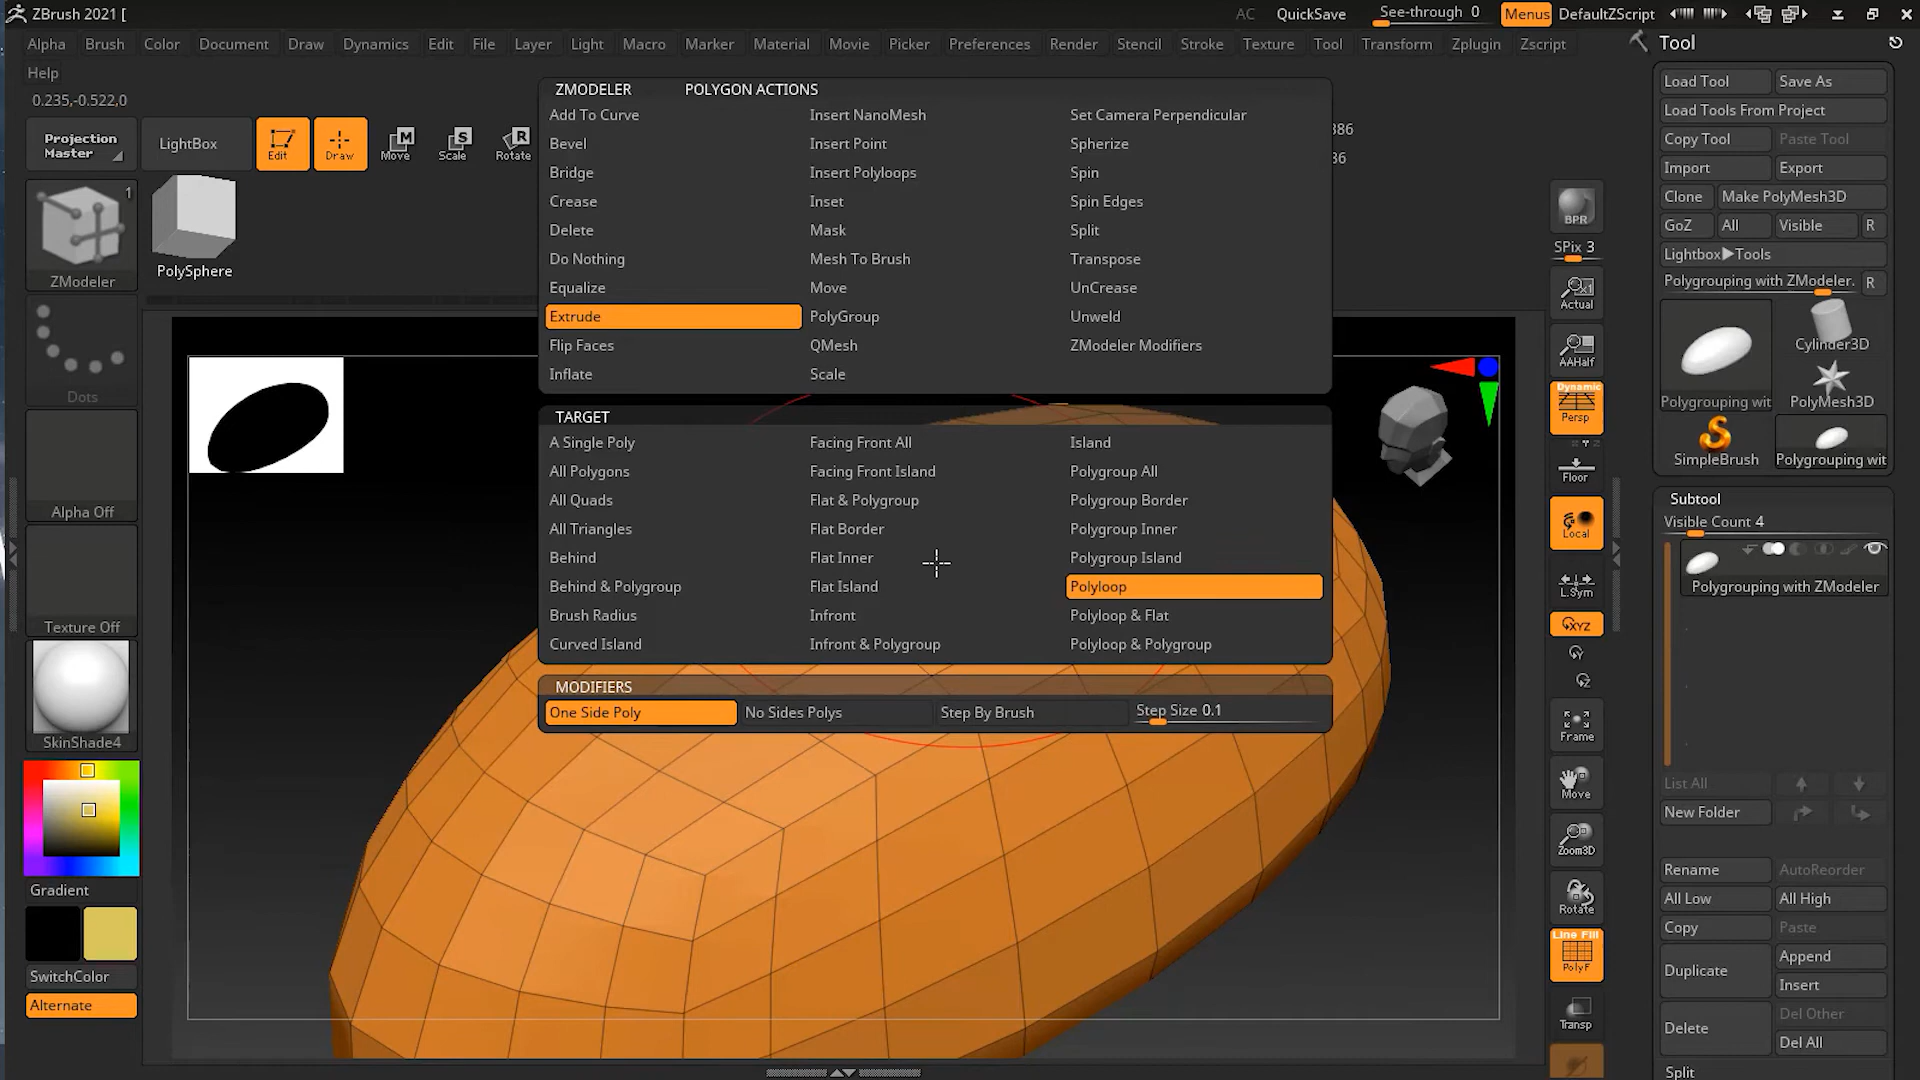 ZBrush 2021 [
AC QuickSave See-through 0 Menus DefaultZScript
Alpha Brush Color Document Draw Dynamics Edit File Layer Light Macro Marker Material Movie Picker Preferences Render Stencil Stroke Texture Tool Transform Zplugin Zscript
Help
0.235,-0.522,0
Projection
Master
LightBox
Edit
Draw
M
Move
S
Scale
R
Rotate
1
ZModeler
PolySphere
Dots
Alpha Off
Texture Off
SkinShade4
Gradient
SwitchColor
Alternate
ZMODELER POLYGON ACTIONS
Add To Curve Insert NanoMesh Set Camera Perpendicular
Bevel Insert Point Spherize
Bridge Insert Polyloops Spin
Crease Inset Spin Edges
Delete Mask Split
Do Nothing Mesh To Brush Transpose
Equalize Move UnCrease
Extrude PolyGroup Unweld
Flip Faces QMesh ZModeler Modifiers
Inflate Scale
TARGET
A Single Poly Facing Front All Island
All Polygons Facing Front Island Polygroup All
All Quads Flat & Polygroup Polygroup Border
All Triangles Flat Border Polygroup Inner
Behind Flat Inner Polygroup Island
Behind & Polygroup Flat Island Polyloop
Brush Radius Infront Polyloop & Flat
Curved Island Infront & Polygroup Polyloop & Polygroup
MODIFIERS
One Side Poly No Sides Polys Step By Brush Step Size 0.1
386
36
BPR
SPix 3
Actual
AAHalf
Dynamic
Persp
Floor
Local
L.Sym
XYZ
Frame
Move
Zoom3D
Rotate
Line Fill
PolyF
Transp
Tool
Load Tool Save As
Load Tools From Project
Copy Tool Paste Tool
Import Export
Clone Make PolyMesh3D
GoZ All Visible R
Lightbox▶Tools
Polygrouping with ZModeler. R
Cylinder3D
Polygrouping wit PolyMesh3D
SimpleBrush Polygrouping wit
Subtool
Visible Count 4
Polygrouping with ZModeler
List All
New Folder
Rename AutoReorder
All Low All High
Copy Paste
Duplicate Append
Insert
Delete Del Other
Del All
Split